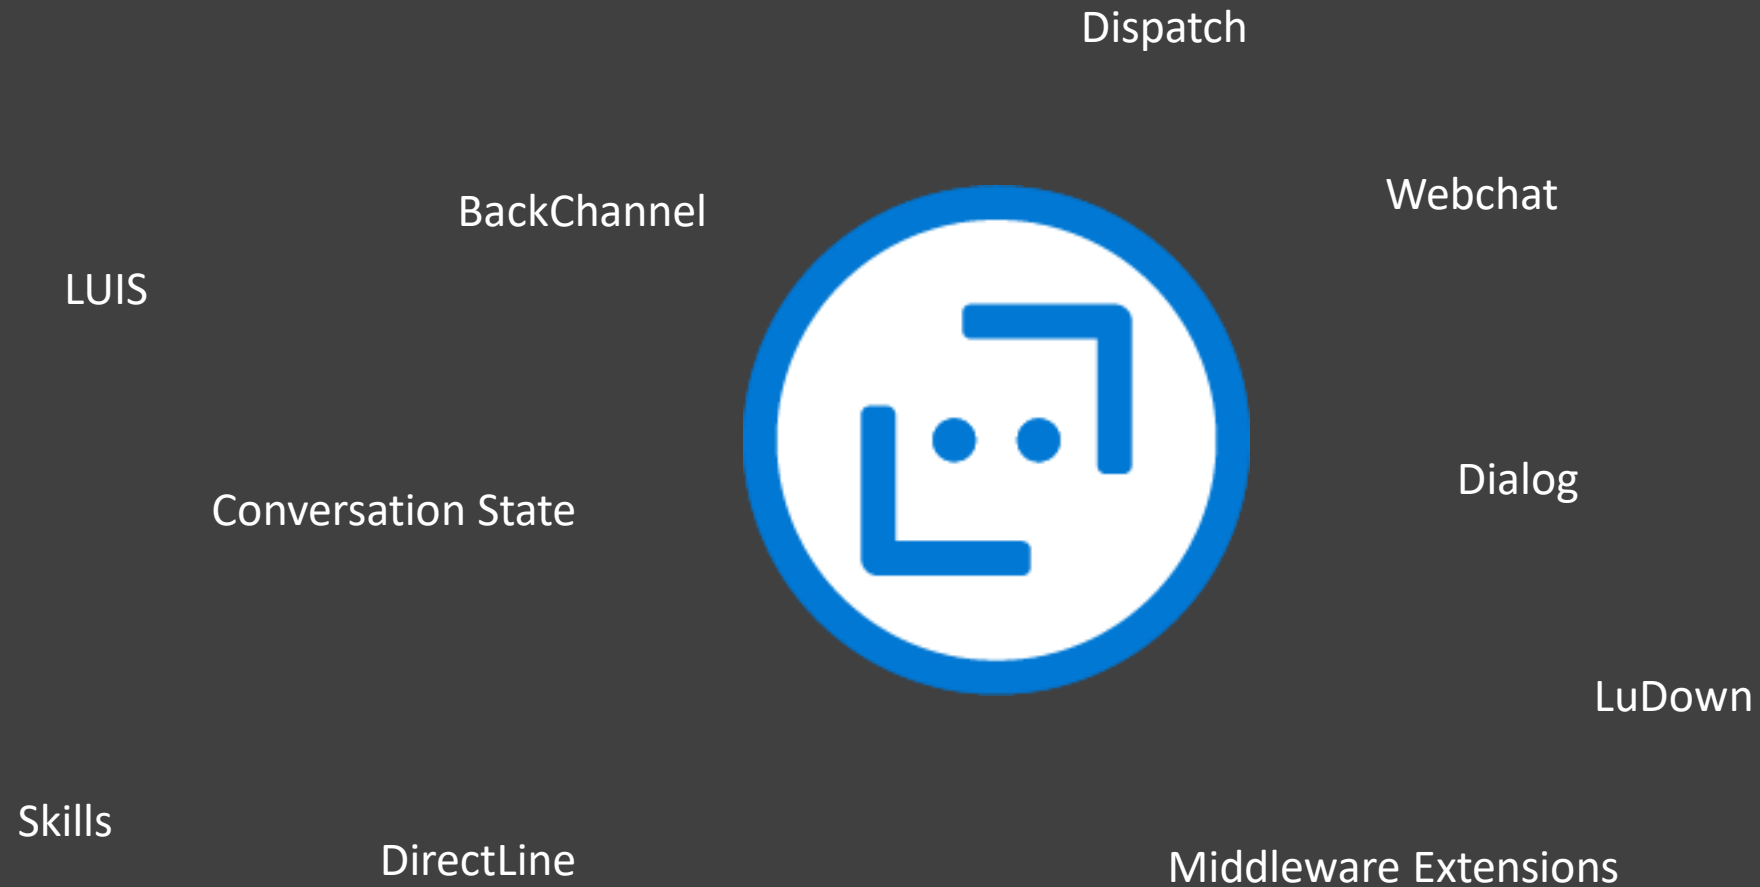 Dispatch
Webchat
BackChannel
LUIS
Dialog
Conversation State
LuDown
Skills
DirectLine
Middleware Extensions